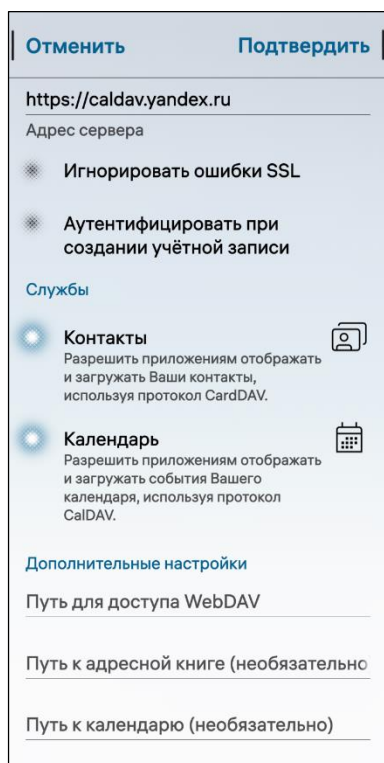 Отменить Подтвердить
https://caldav.yandex.ru
Адрес сервера
Игнорировать ошибки SSL
Аутентифицировать при
создании учётной записи
Службы
Контакты
Разрешить приложениям отображать
и загружать Ваши контакты,
используя протокол CardDAV.
Календарь
Разрешить приложениям отображать
и загружать события Вашего
календаря, используя протокол
CalDAV.
Дополнительные настройки
Путь для доступа WebDAV
Путь к адресной книге (необязательно
Путь к календарю (необязательно)